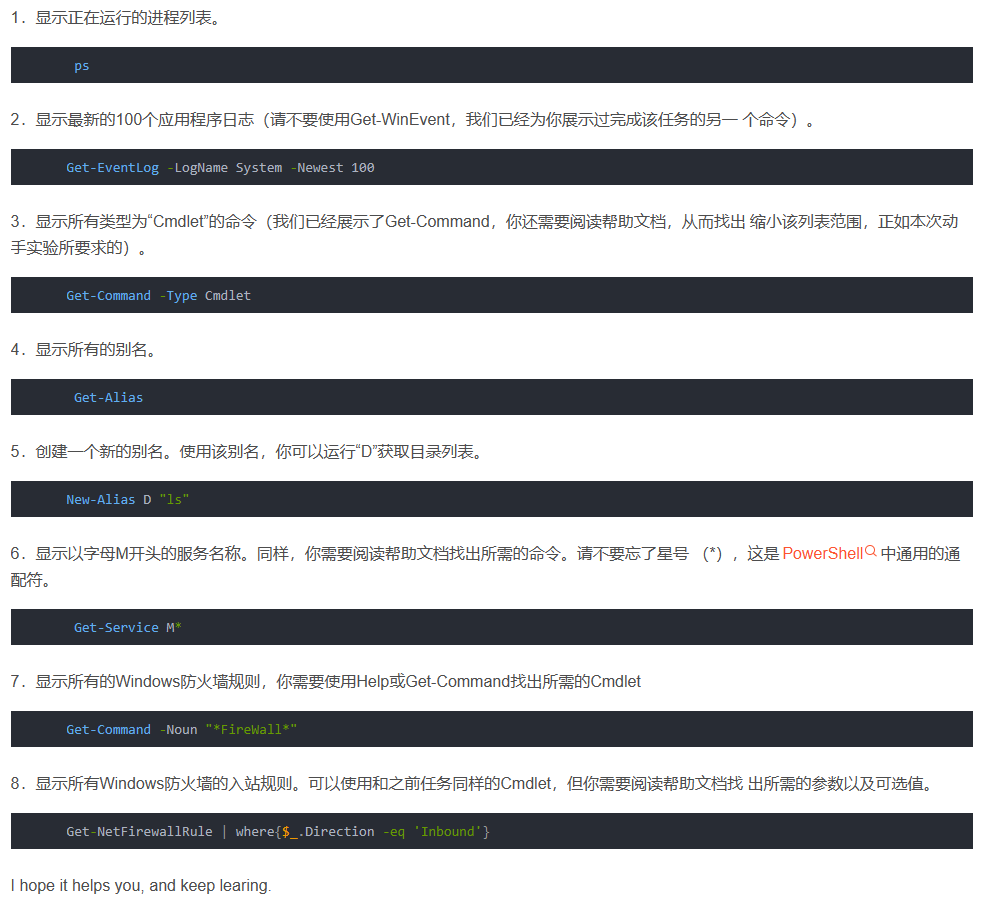 1．显示正在运行的进程列表。
ps
2．显示最新的100个应用程序日志（请不要使用Get-WinEvent，我们已经为你展示过完成该任务的另一 个命令）。
Get-EventLog -LogName System -Newest 100
3．显示所有类型为“Cmdlet”的命令（我们已经展示了Get-Command，你还需要阅读帮助文档，从而找出 缩小该列表范围，正如本次动
手实验所要求的）。
Get-Command -Type Cmdlet
4．显示所有的别名。
Get-Alias
5．创建一个新的别名。使用该别名，你可以运行“D”获取目录列表。
New-Alias D "ls"
6．显示以字母M开头的服务名称。同样，你需要阅读帮助文档找出所需的命令。请不要忘了星号 （*），这是 PowerShell 中通用的通
配符。
Get-Service M*
7．显示所有的Windows防火墙规则，你需要使用Help或Get-Command找出所需的Cmdlet
Get-Command -Noun "*FireWall*"
8．显示所有Windows防火墙的入站规则。可以使用和之前任务同样的Cmdlet，但你需要阅读帮助文档找 出所需的参数以及可选值。
Get-NetFirewallRule | where{$_.Direction -eq 'Inbound'}
I hope it helps you, and keep learing.